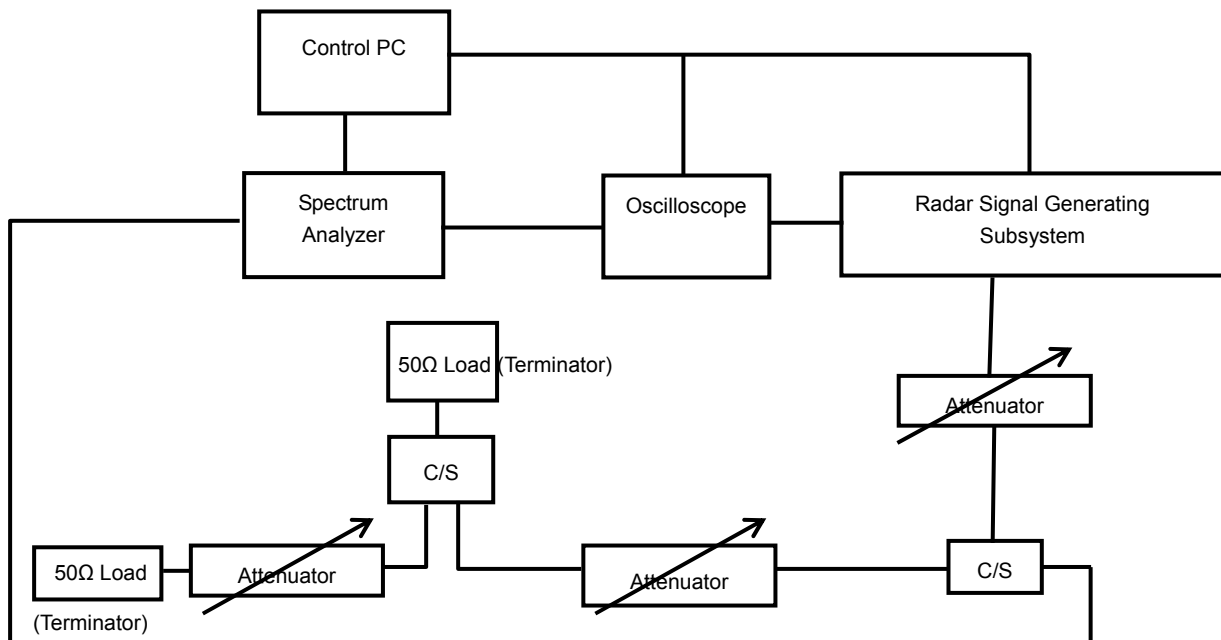 Control PC
Spectrum
Analyzer
Oscilloscope
Radar Signal Generating
Subsystem
50Ω Load (Terminator)
Attenuator
C/S
50Ω Load
(Terminator)
Attenuator
Attenuator
C/S